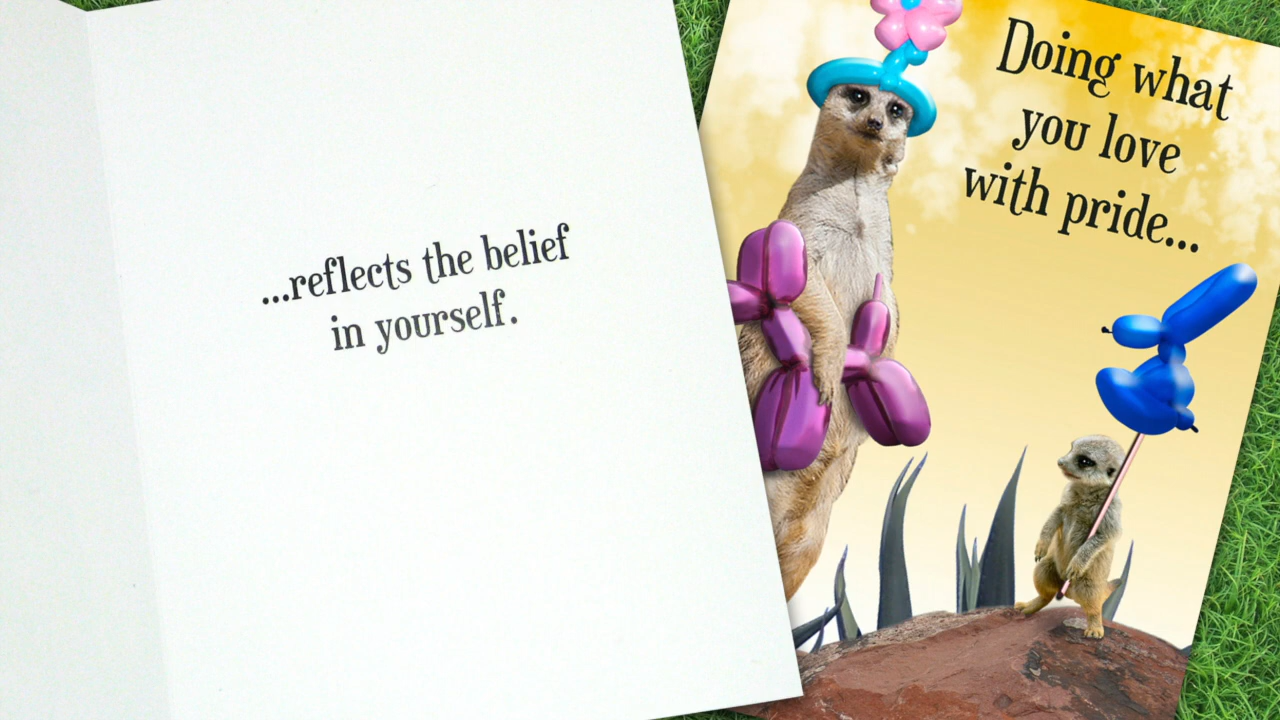 Doing what
you love
with pride...
...reflects the belief
in yourself.